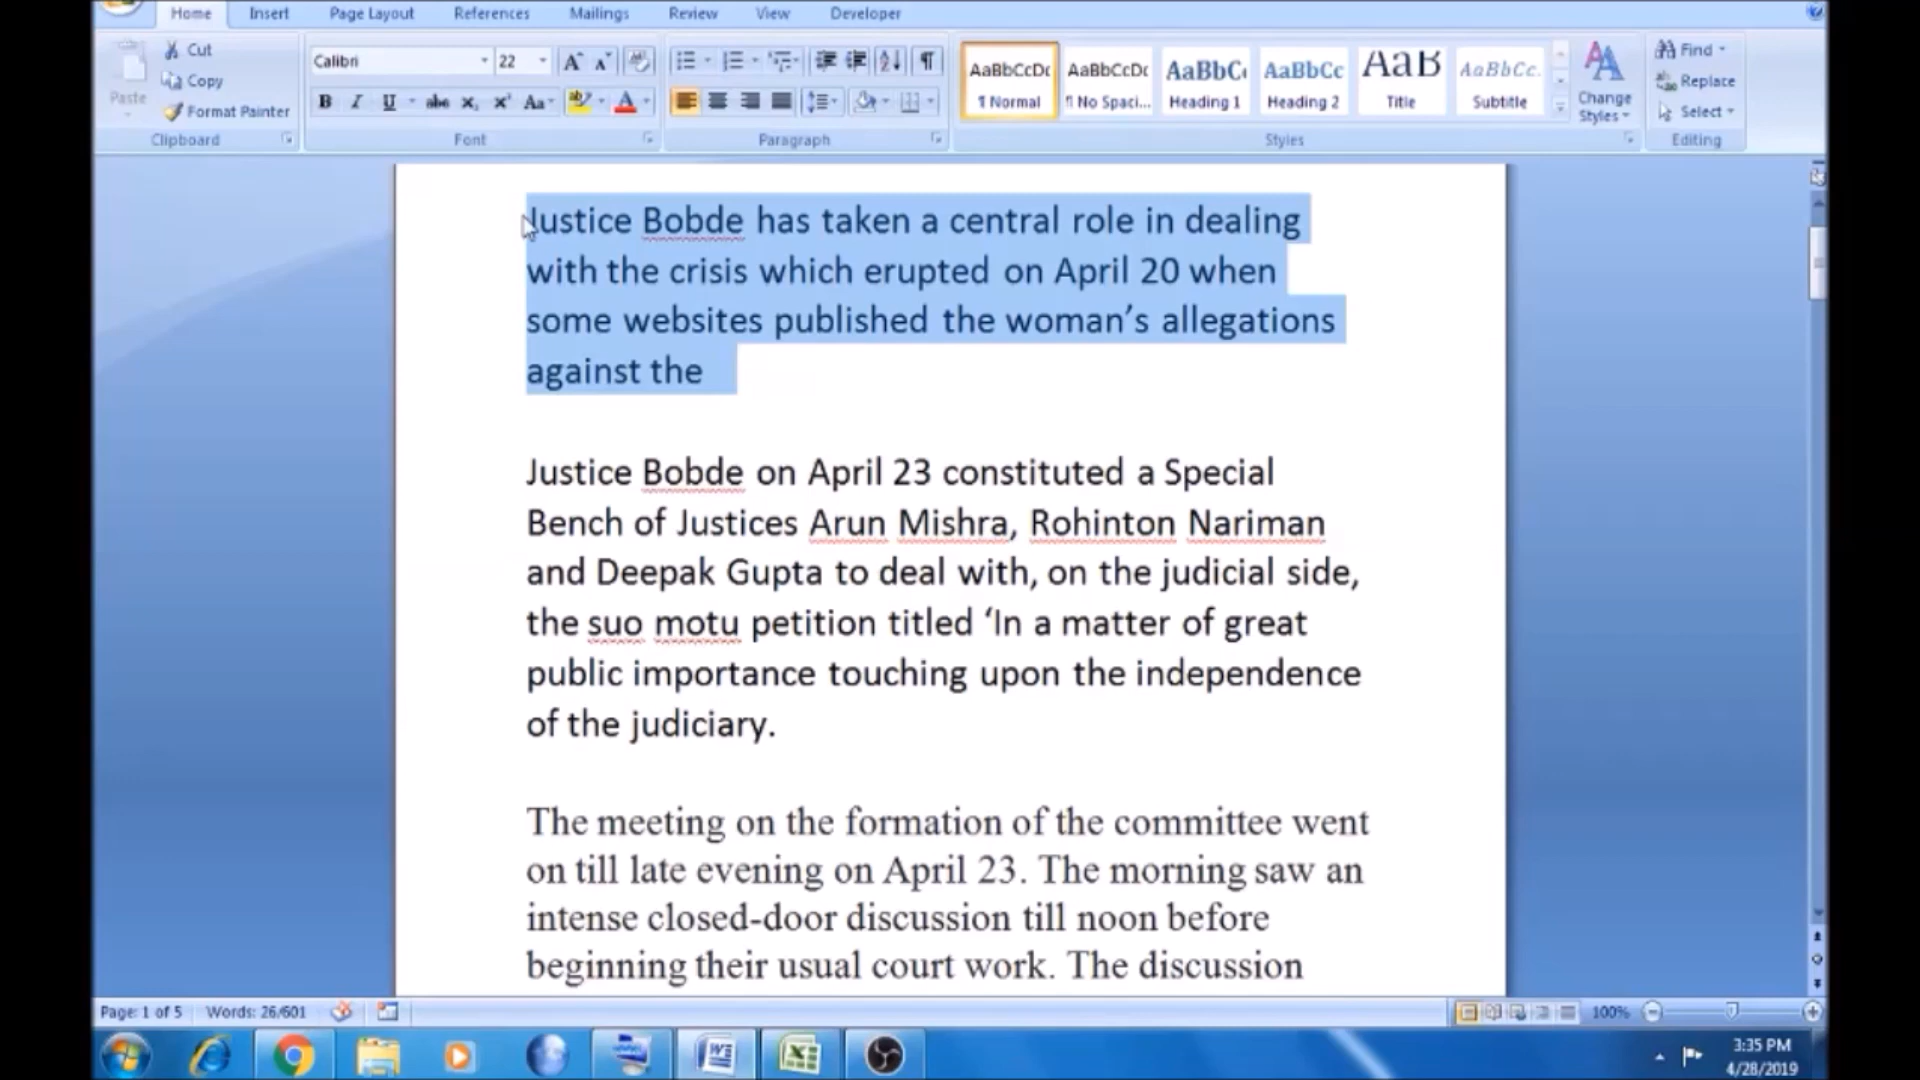 Home Insert Page Layout References Mailings Review View Developer
Cut
Copy
Paste
Format Painter
Clipboard
Calibri 22
Font
Paragraph
AaBbCcDc AaBbCcDc AaBbC AaBbCc AaB AaBbCc.
¶ Normal ¶ No Spaci... Heading 1 Heading 2 Title Subtitle
Change
Styles
Styles
Find
Replace
Select
Editing
Justice Bobde has taken a central role in dealing
with the crisis which erupted on April 20 when
some websites published the woman’s allegations
against the
Justice Bobde on April 23 constituted a Special
Bench of Justices Arun Mishra, Rohinton Nariman
and Deepak Gupta to deal with, on the judicial side,
the suo motu petition titled ‘In a matter of great
public importance touching upon the independence
of the judiciary.
The meeting on the formation of the committee went
on till late evening on April 23. The morning saw an
intense closed-door discussion till noon before
beginning their usual court work. The discussion
Page: 1 of 5 Words: 26/601 100%
3:35 PM
4/28/2019